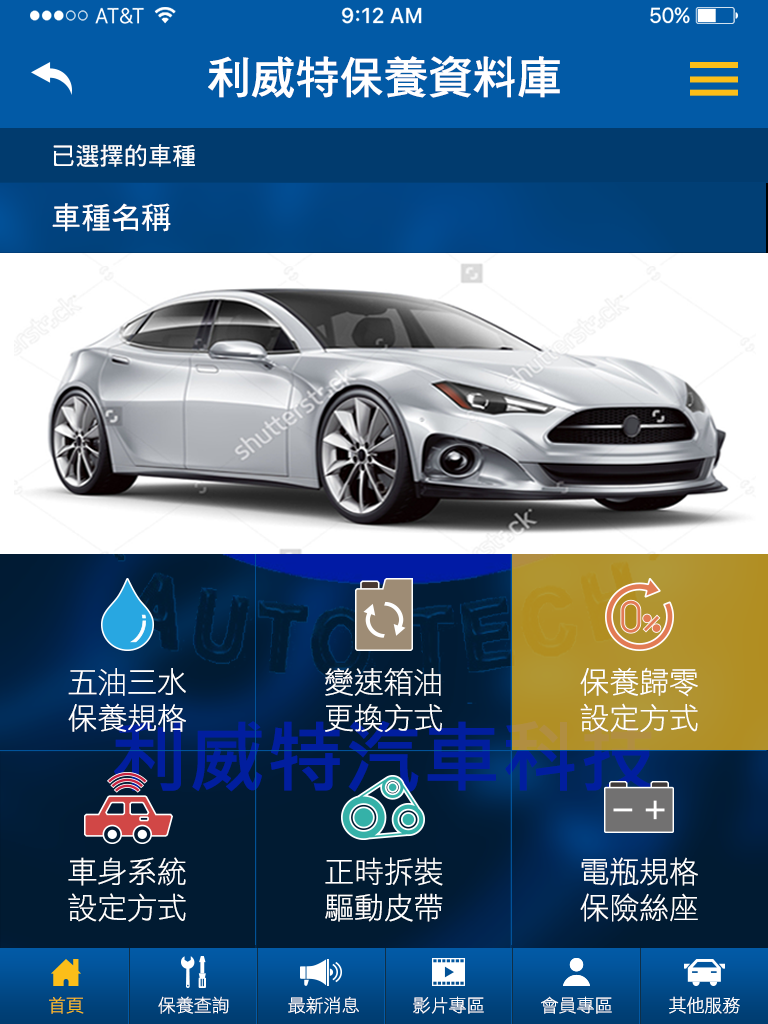 AT&T 9:12 AM 50%
利威特保養資料庫
已選擇的車種
車種名稱
shutterstock
shutterstock
AUTO TECH
五油三水
保養規格
變速箱油
更換方式
0%
保養歸零
設定方式
利威特汽車科技
車身系統
設定方式
正時拆裝
驅動皮帶
電瓶規格
保險絲座
首頁
保養查詢
最新消息
影片專區
會員專區
其他服務